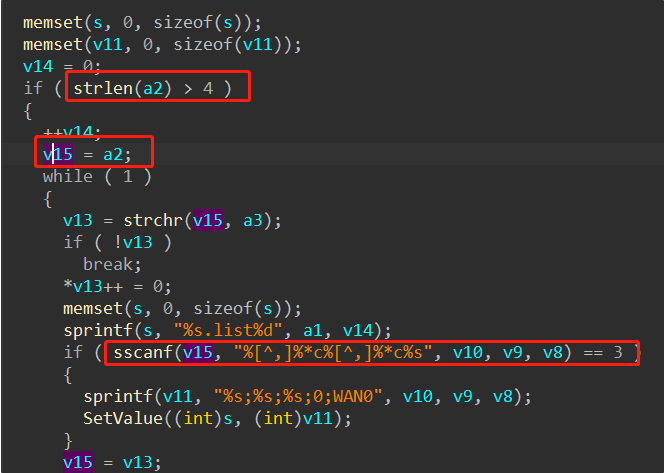 memset(s, 0, sizeof(s));
memset(v11, 0, sizeof(v11));
v14 = 0;
if ( strlen(a2) > 4 )
{
++v14;
v15 = a2;
while ( 1 )
{
v13 = strchr(v15, a3);
if ( !v13 )
break;
*v13++ = 0;
memset(s, 0, sizeof(s));
sprintf(s, "%s.list%d", a1, v14);
if ( sscanf(v15, "%[^,]%*c%[^,]%*c%s", v10, v9, v8) == 3 )
{
sprintf(v11, "%s;%s;%s;0;WAN0", v10, v9, v8);
SetValue((int)s, (int)v11);
}
v15 = v13;